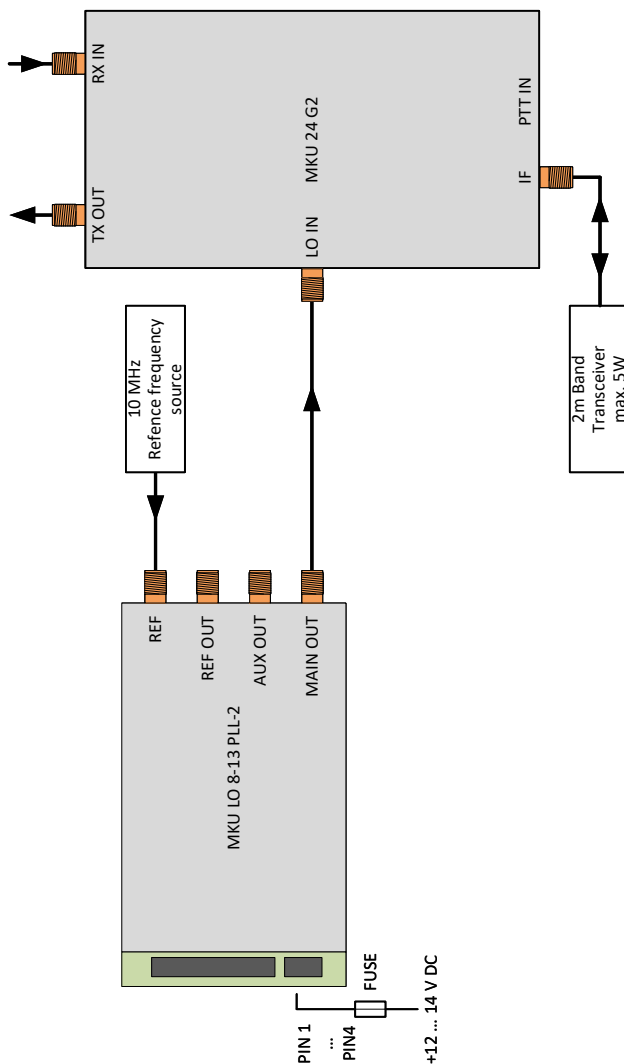 PIN 1
...
PIN4
FUSE
+12 ... 14 V DC
MKU LO 8-13 PLL-2
REF
REF OUT
AUX OUT
MAIN OUT
10 MHz
Refence frequency
source
TX OUT
RX IN
LO IN
MKU 24 G2
IF
PTT IN
2m Band
Transceiver
max. 5W